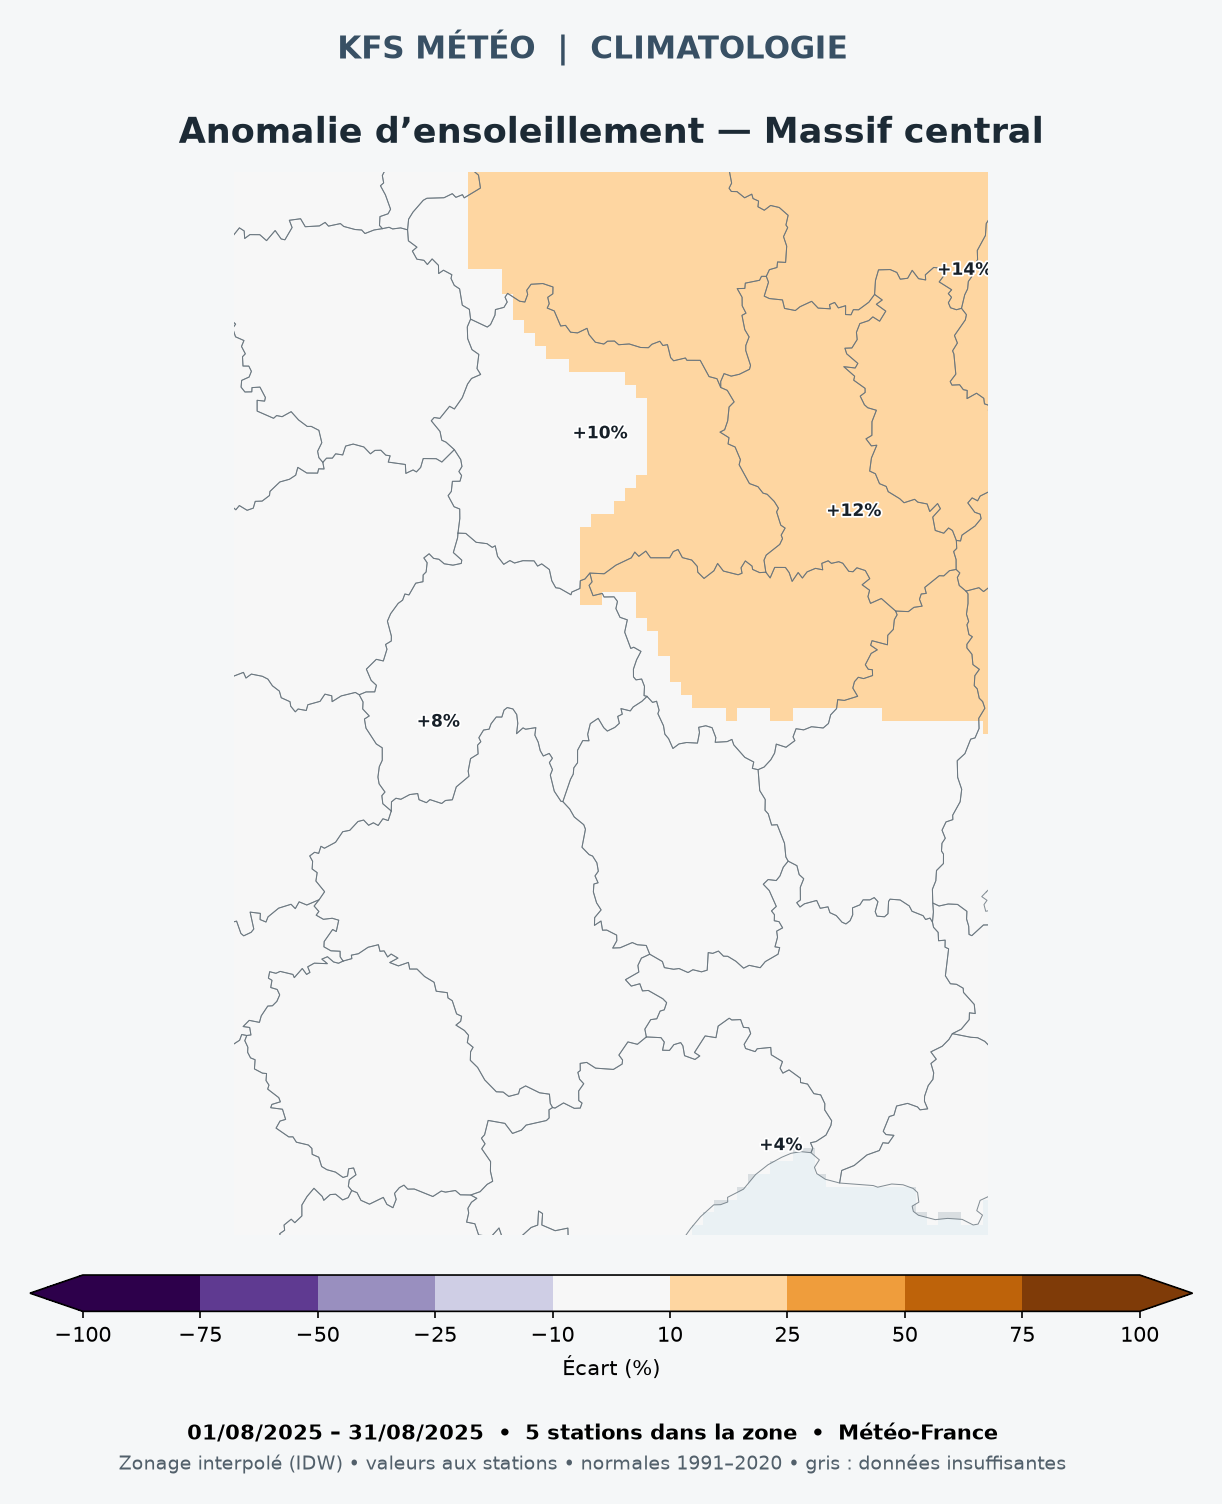 KFS MÉTÉO | CLIMATOLOGIE
Anomalie d’ensoleillement — Massif central
+14%
+10%
+12%
+8%
+4%
−100 −75 −50 −25 −10 10 25 50 75 100
Écart (%)
01/08/2025 – 31/08/2025 • 5 stations dans la zone • Météo-France
Zonage interpolé (IDW) • valeurs aux stations • normales 1991–2020 • gris : données insuffisantes